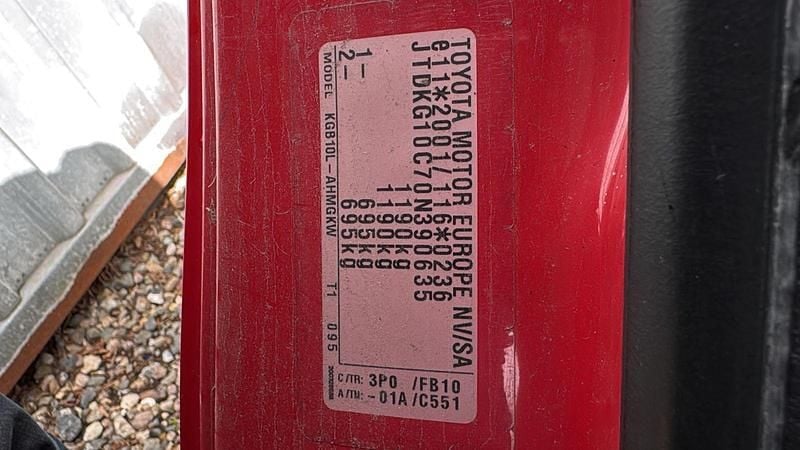 TOYOTA MOTOR EUROPE NV/SA
e11*2001/116*0236
JTDKG10C70N390635
1190kg
1190kg
1– 695kg
2– 695kg
MODEL KGB10L–AHMGKW T1 095
C/TR: 3P0 /FB10
A/TM: –01A /C551